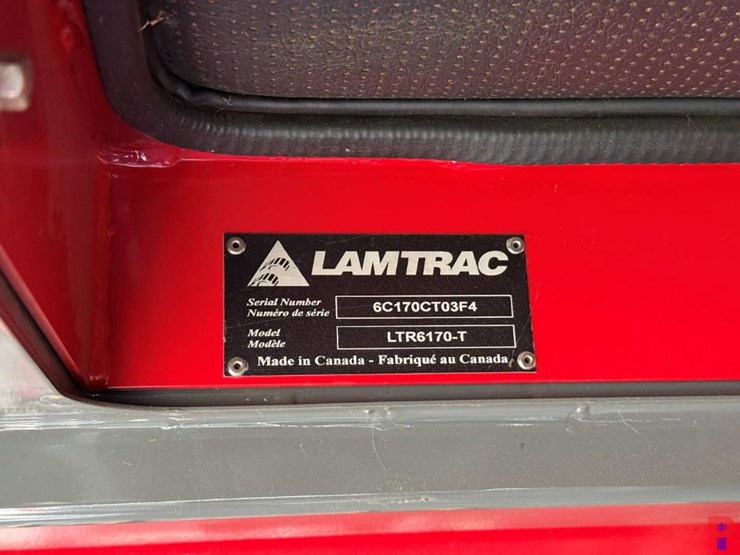 LAMTRAC
Serial Number
Numéro de série
6C170CT03F4
Model
Modèle
LTR6170-T
Made in Canada - Fabriqué au Canada